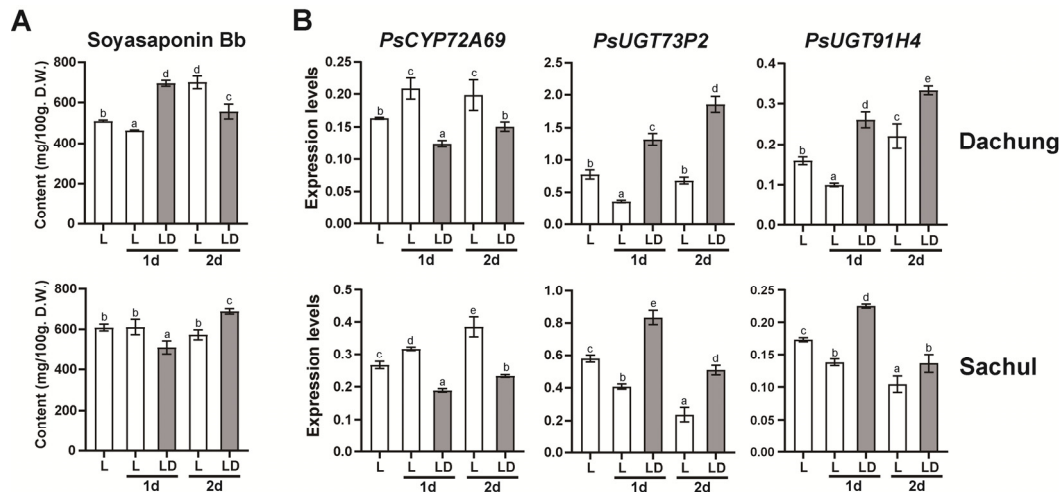 A
B
Soyasaponin Bb
PsCYP72A69
PsUGT73P2
PsUGT91H4
Content (mg/100g. D.W.)
800
600
400
200
0
b
a
d
d
c
L
L
LD
L
LD
1d
2d
Expression levels
0.25
0.20
0.15
0.10
0.05
0.00
b
c
a
c
b
L
L
LD
L
LD
1d
2d
2.5
2.0
1.5
1.0
0.5
0.0
b
a
c
b
d
L
L
LD
L
LD
1d
2d
0.4
0.3
0.2
0.1
0.0
b
a
d
c
e
L
L
LD
L
LD
1d
2d
Dachung
Content (mg/100g. D.W.)
800
600
400
200
0
b
b
a
b
c
L
L
LD
L
LD
1d
2d
Expression levels
0.5
0.4
0.3
0.2
0.1
0.0
c
d
a
e
b
L
L
LD
L
LD
1d
2d
1.0
0.8
0.6
0.4
0.2
0.0
c
b
e
a
d
L
L
LD
L
LD
1d
2d
0.25
0.20
0.15
0.10
0.05
0.00
c
b
d
a
b
L
L
LD
L
LD
1d
2d
Sachul